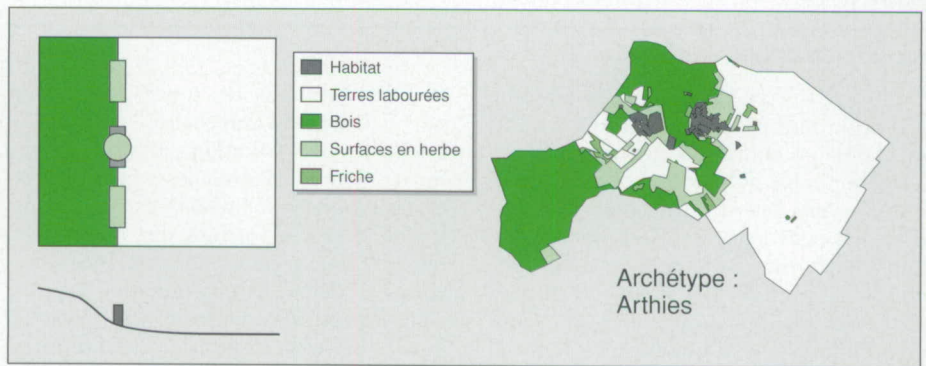 Habitat
Terres labourées
Bois
Surfaces en herbe
Friche
Archétype :
Arthies